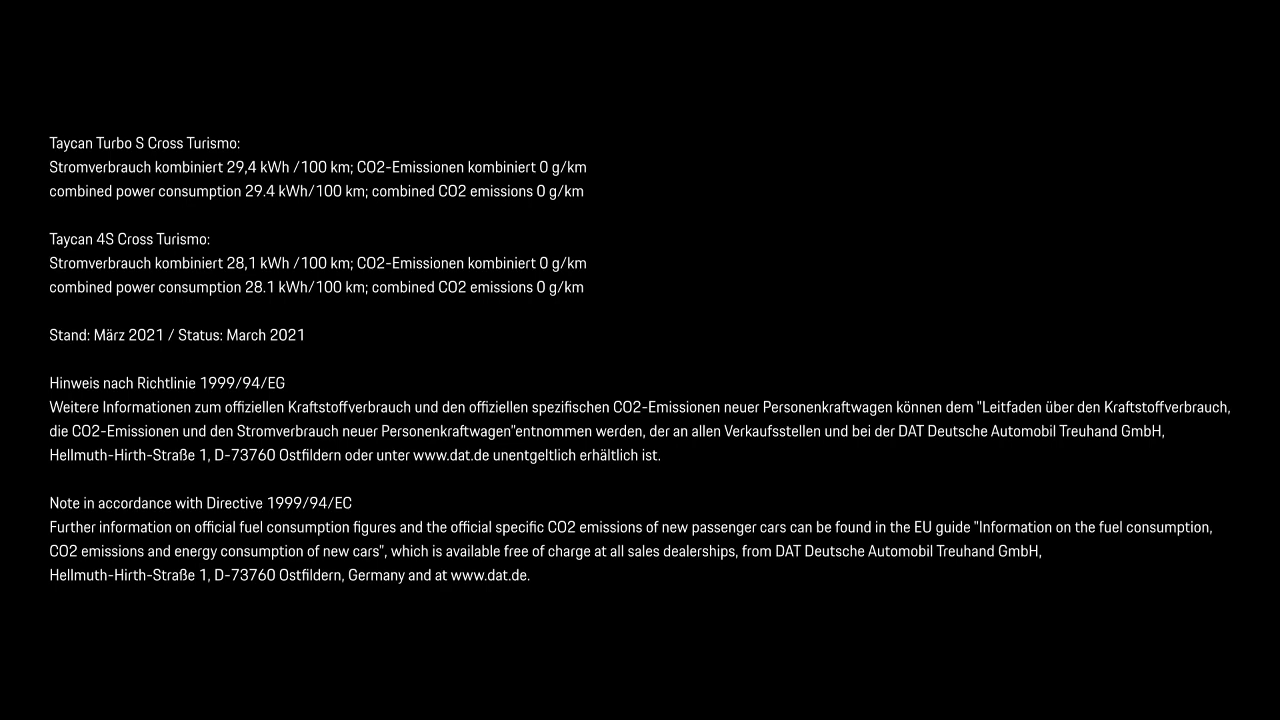 Taycan Turbo S Cross Turismo:
Stromverbrauch kombiniert 29,4 kWh /100 km; CO2-Emissionen kombiniert 0 g/km
combined power consumption 29.4 kWh/100 km; combined CO2 emissions 0 g/km
Taycan 4S Cross Turismo:
Stromverbrauch kombiniert 28,1 kWh /100 km; CO2-Emissionen kombiniert 0 g/km
combined power consumption 28.1 kWh/100 km; combined CO2 emissions 0 g/km
Stand: März 2021 / Status: March 2021
Hinweis nach Richtlinie 1999/94/EG
Weitere Informationen zum offiziellen Kraftstoffverbrauch und den offiziellen spezifischen CO2-Emissionen neuer Personenkraftwagen können dem "Leitfaden über den Kraftstoffverbrauch,
die CO2-Emissionen und den Stromverbrauch neuer Personenkraftwagen"entnommen werden, der an allen Verkaufsstellen und bei der DAT Deutsche Automobil Treuhand GmbH,
Hellmuth-Hirth-Straße 1, D-73760 Ostfildern oder unter www.dat.de unentgeltlich erhältlich ist.
Note in accordance with Directive 1999/94/EC
Further information on official fuel consumption figures and the official specific CO2 emissions of new passenger cars can be found in the EU guide "Information on the fuel consumption,
CO2 emissions and energy consumption of new cars", which is available free of charge at all sales dealerships, from DAT Deutsche Automobil Treuhand GmbH,
Hellmuth-Hirth-Straße 1, D-73760 Ostfildern, Germany and at www.dat.de.